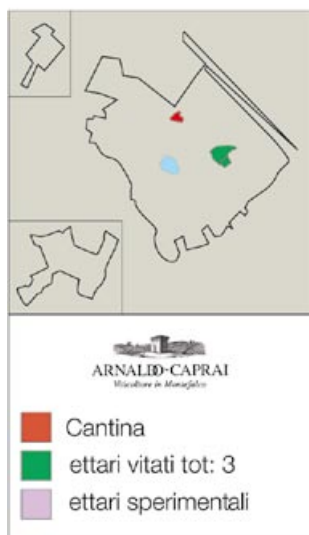 ARNALDO-CAPRAI
Viticoltore in Montefalco
Cantina
ettari vitati tot: 3
ettari sperimentali